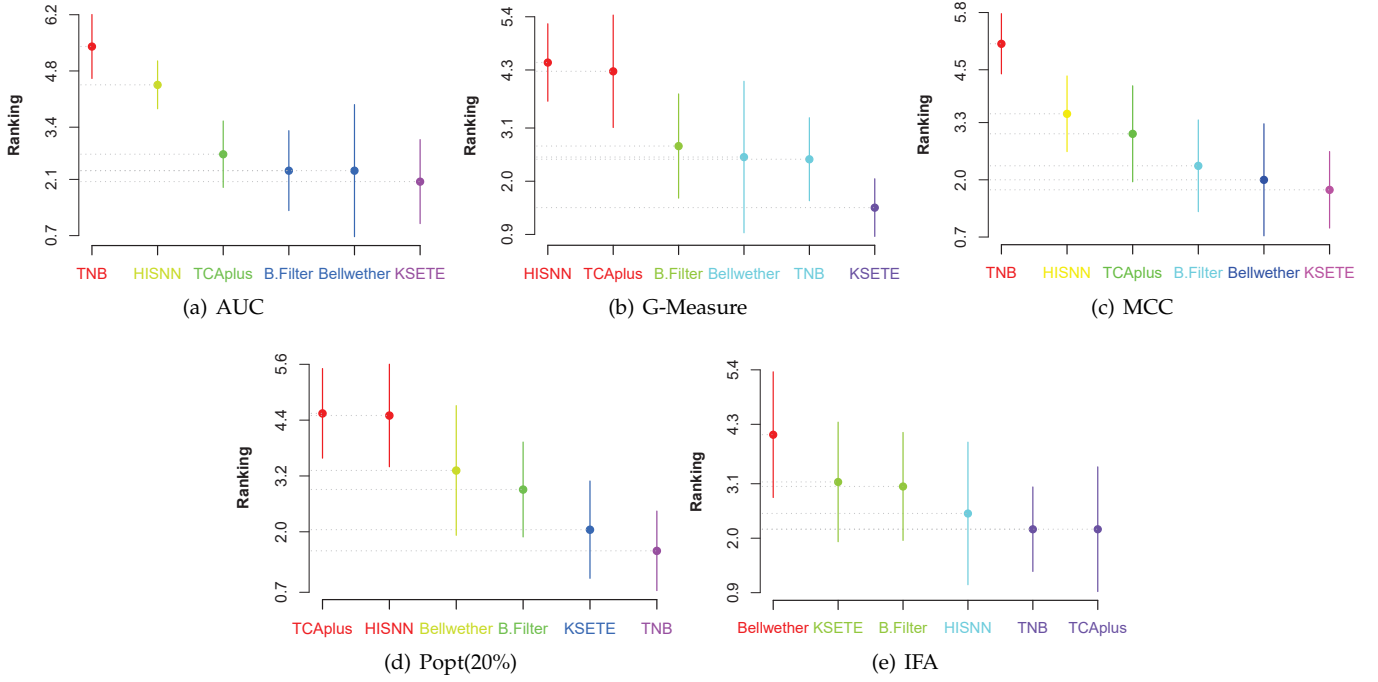 Ranking
6.2
4.8
3.4
2.1
0.7
TNB HISNN TCAplus B.Filter Bellwether KSETE
(a) AUC
Ranking
5.4
4.3
3.1
2.0
0.9
HISNN TCAplus B.Filter Bellwether TNB KSETE
(b) G-Measure
Ranking
5.8
4.5
3.3
2.0
0.7
TNB HISNN TCAplus B.Filter Bellwether KSETE
(c) MCC
Ranking
5.6
4.4
3.2
2.0
0.7
TCAplus HISNN Bellwether B.Filter KSETE TNB
(d) Popt(20%)
Ranking
5.4
4.3
3.1
2.0
0.9
Bellwether KSETE B.Filter HISNN TNB TCAplus
(e) IFA